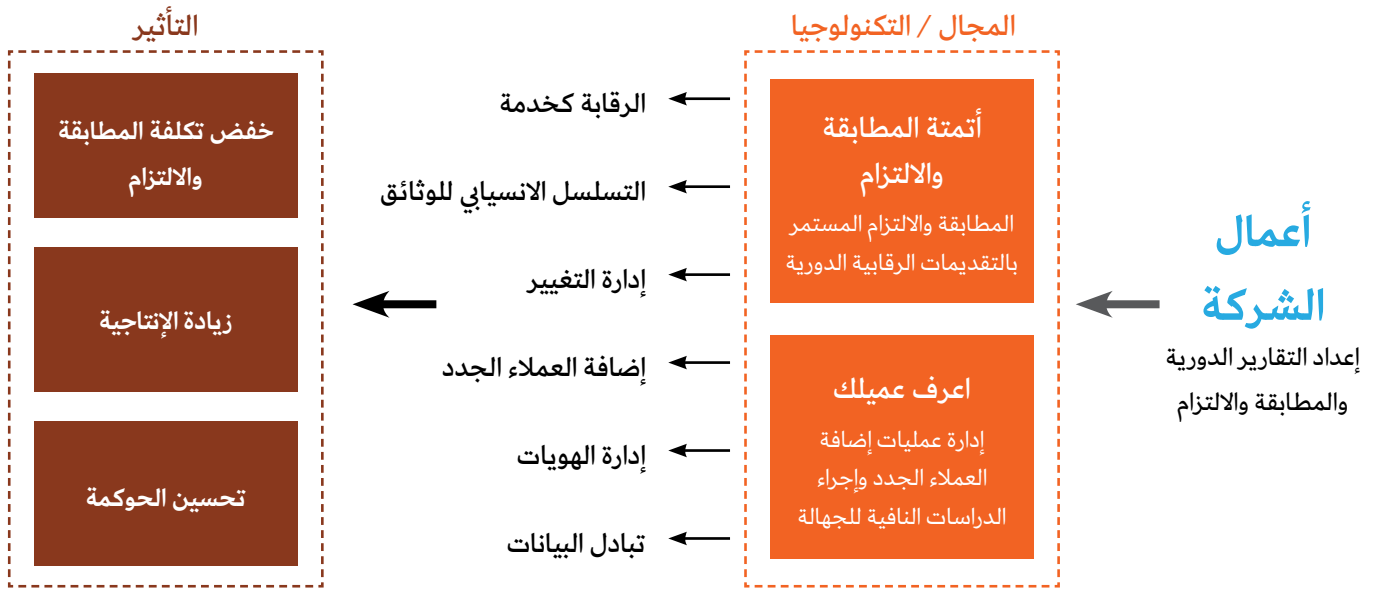 أعمال
الشركة
إعداد التقارير الدورية
والمطابقة والالتزام
المجال / التكنولوجيا
أتمتة المطابقة
والالتزام
المطابقة والالتزام المستمر
بالتقديمات الرقابية الدورية
اعرف عميلك
إدارة عمليات إضافة
العملاء الجدد وإجراء
الدراسات النافية للجهالة
الرقابة كخدمة
التسلسل الانسيابي للوثائق
إدارة التغيير
إضافة العملاء الجدد
إدارة الهويات
تبادل البيانات
التأثير
خفض تكلفة المطابقة
والالتزام
زيادة الإنتاجية
تحسين الحوكمة